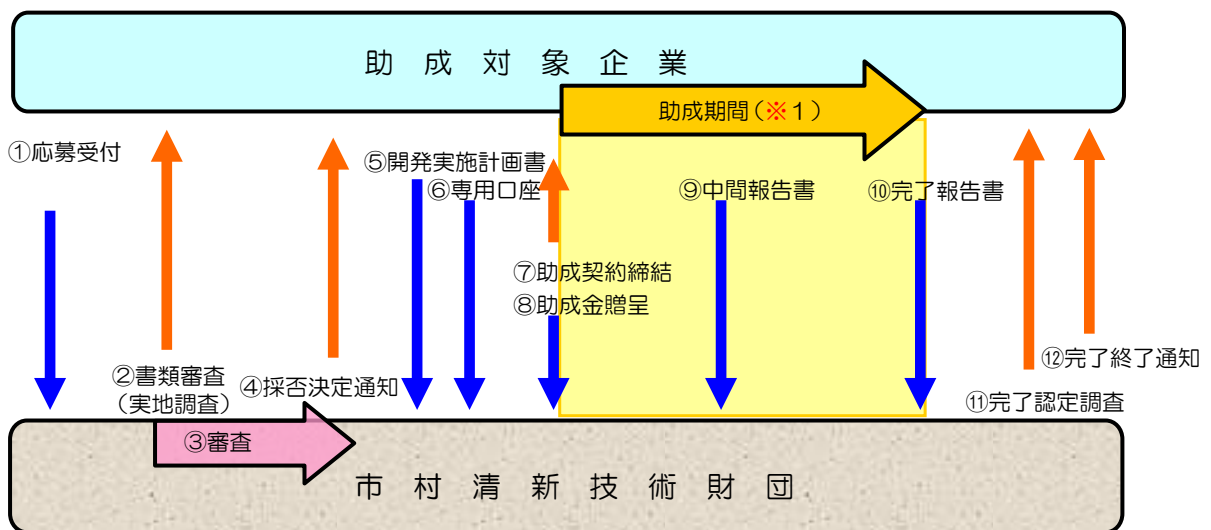 助成対象企業
助成期間(※1)
①応募受付
⑤開発実施計画書
⑥専用口座
⑨中間報告書
⑩完了報告書
⑦助成契約締結
⑧助成金贈呈
②書類審査
(実地調査)
④採否決定通知
⑫完了終了通知
⑪完了認定調査
③審査
市村清新技術財団